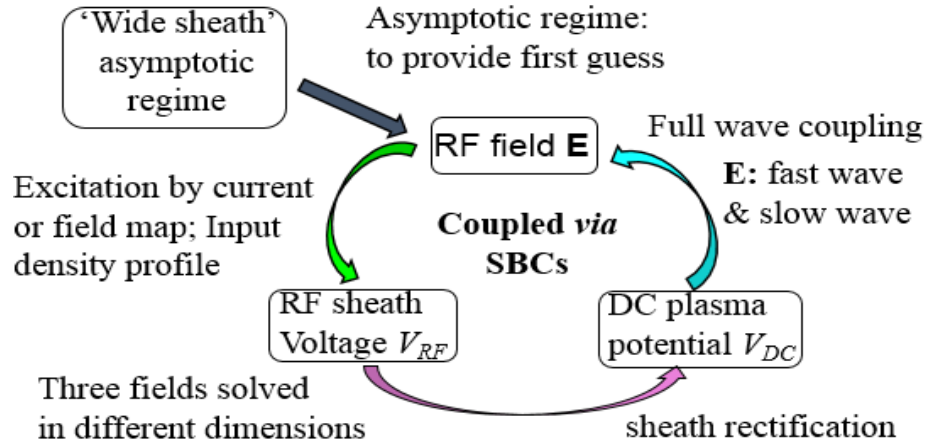 ‘Wide sheath’
asymptotic
regime
Asymptotic regime:
to provide first guess
RF field E
Full wave coupling
E: fast wave
& slow wave
Excitation by current
or field map; Input
density profile
Coupled via
SBCs
RF sheath
Voltage V_RF
DC plasma
potential V_DC
Three fields solved
in different dimensions
sheath rectification